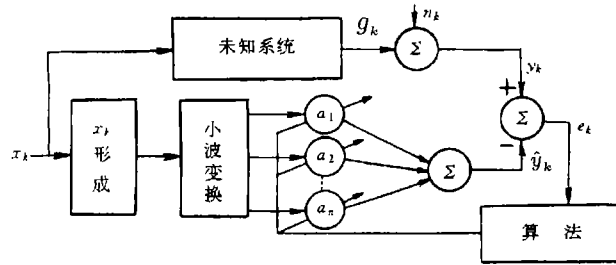 n_k
未知系统
g_k
Σ
y_k
+
x_k
x_k 形成
小波变换
a_1
a_2
a_n
Σ
Σ
−
ŷ_k
e_k
算法